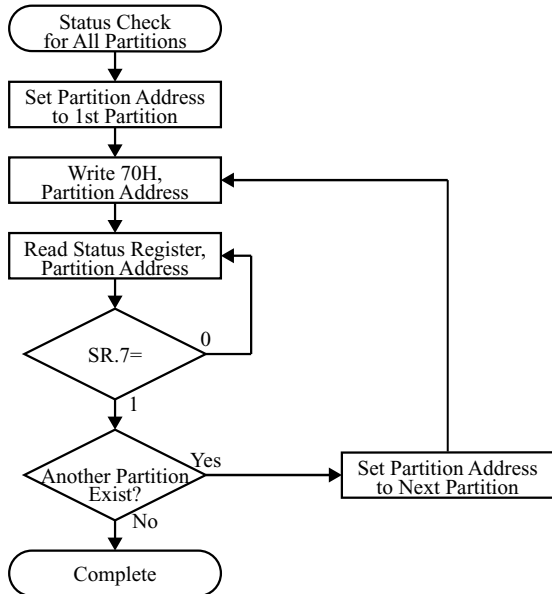 Status Check
for All Partitions
Set Partition Address
to 1st Partition
Write 70H,
Partition Address
Read Status Register,
Partition Address
SR.7=
0
1
Another Partition
Exist?
Yes
Set Partition Address
to Next Partition
No
Complete